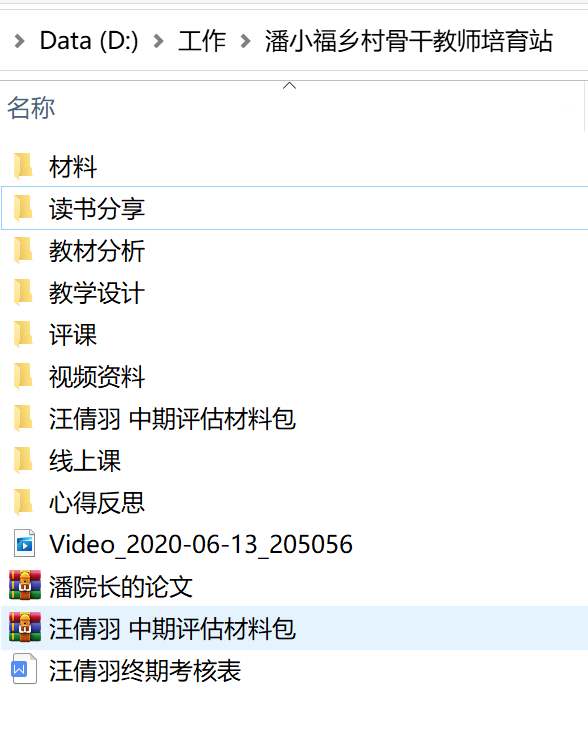 Data (D:) 工作 潘小福乡村骨干教师培育站
名称
材料
读书分享
教材分析
教学设计
评课
视频资料
汪倩羽 中期评估材料包
线上课
心得反思
Video_2020-06-13_205056
潘院长的论文
汪倩羽 中期评估材料包
汪倩羽终期考核表